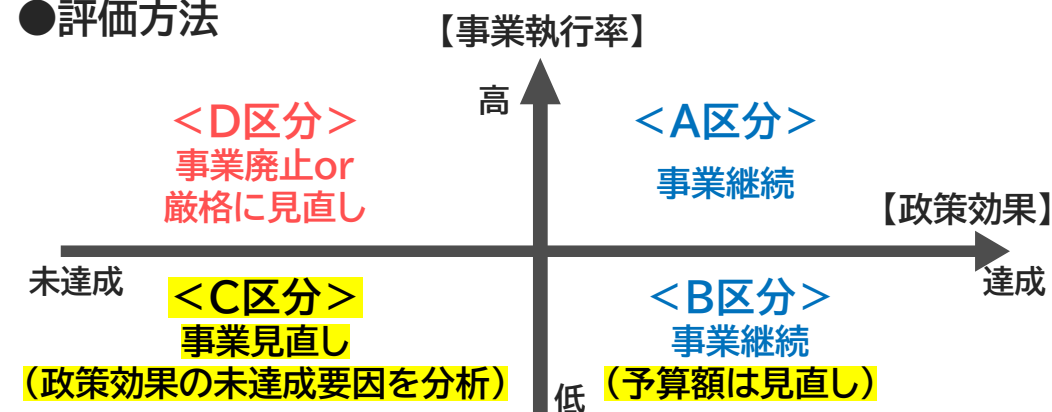 ●評価方法
【事業執行率】
高
＜D区分＞
事業廃止or
厳格に見直し
＜A区分＞
事業継続
【政策効果】
未達成
達成
＜C区分＞
事業見直し
（政策効果の未達成要因を分析）
＜B区分＞
事業継続
（予算額は見直し）
低